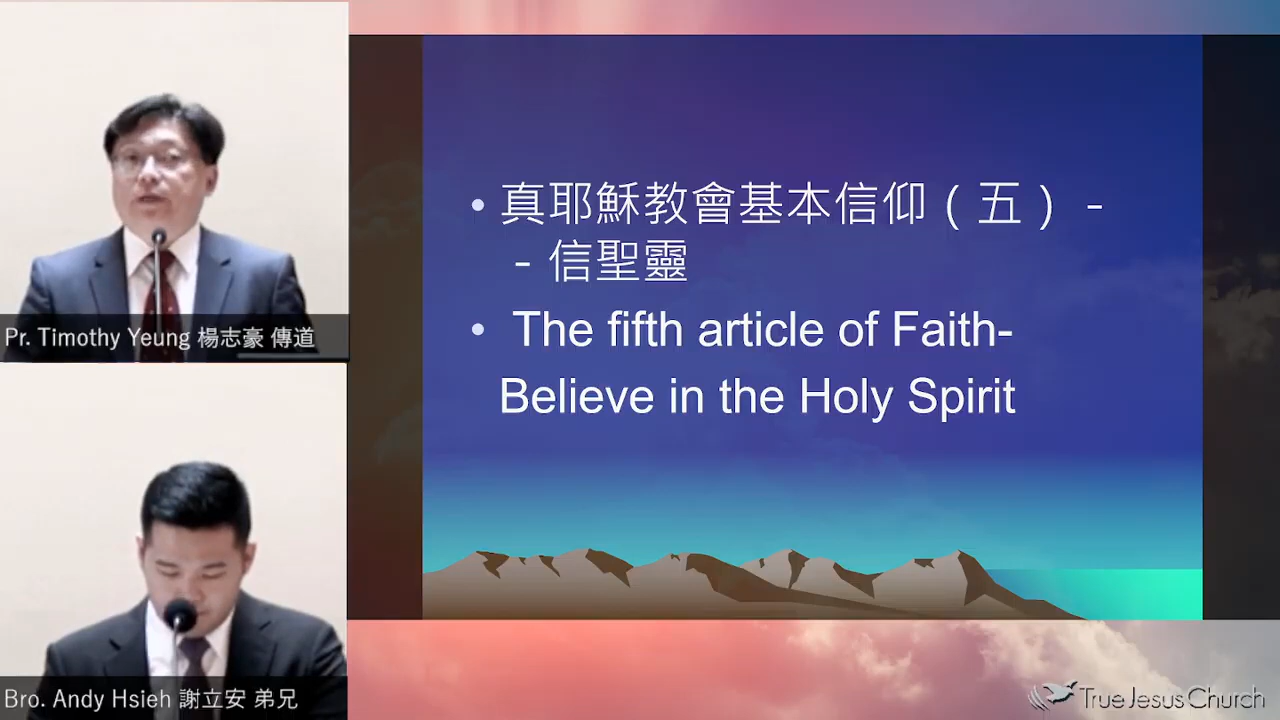 Pr. Timothy Yeung 楊志豪 傳道
Bro. Andy Hsieh 謝立安 弟兄
• 真耶穌教會基本信仰（五）-
- 信聖靈
• The fifth article of Faith-
Believe in the Holy Spirit
True Jesus Church